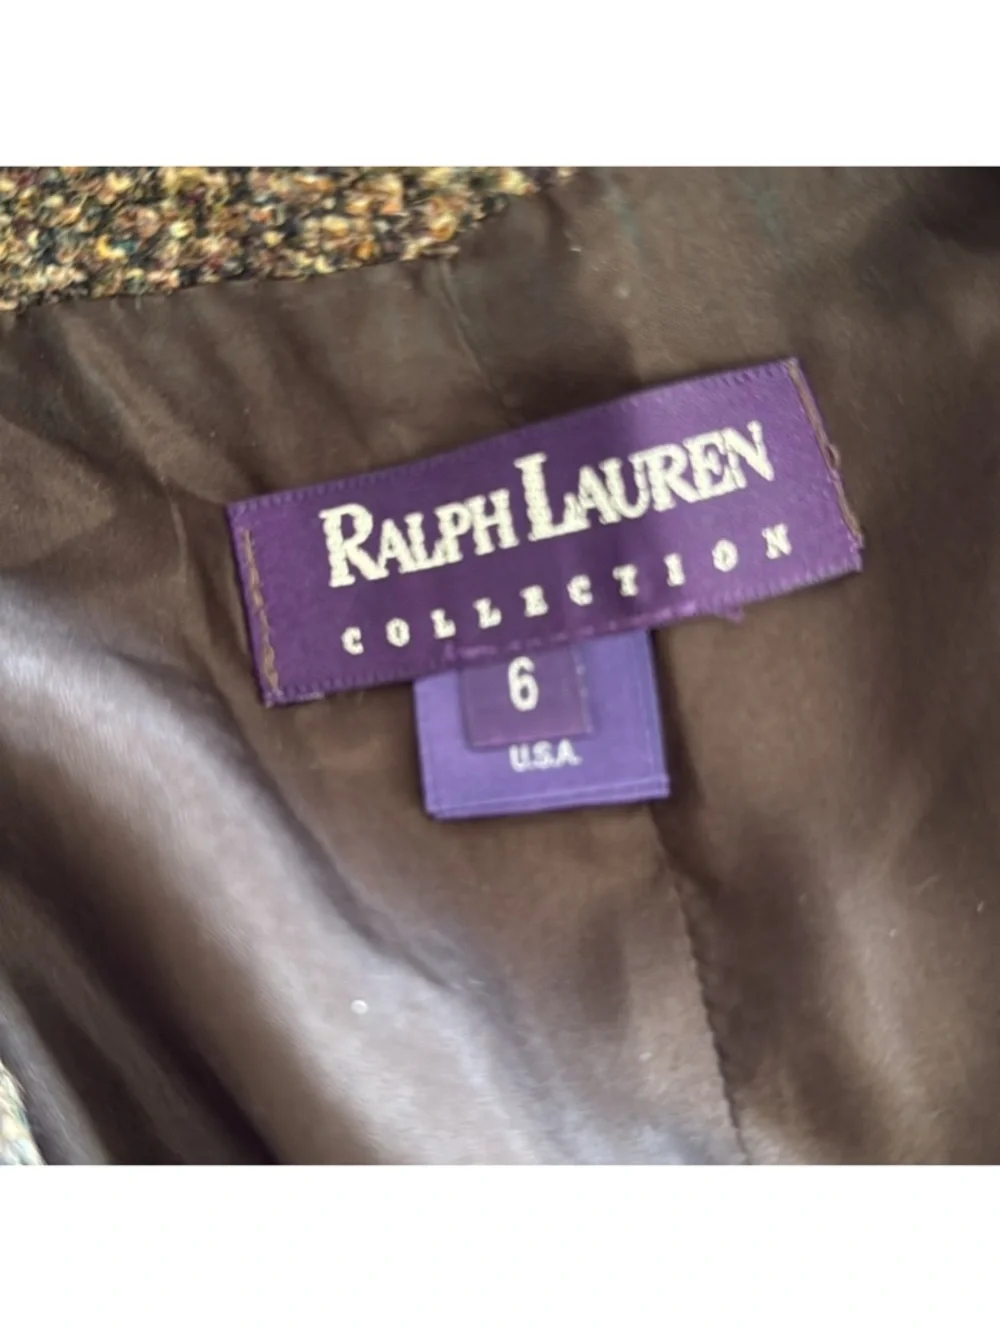 RALPH LAUREN
COLLECTION
6
U.S.A.